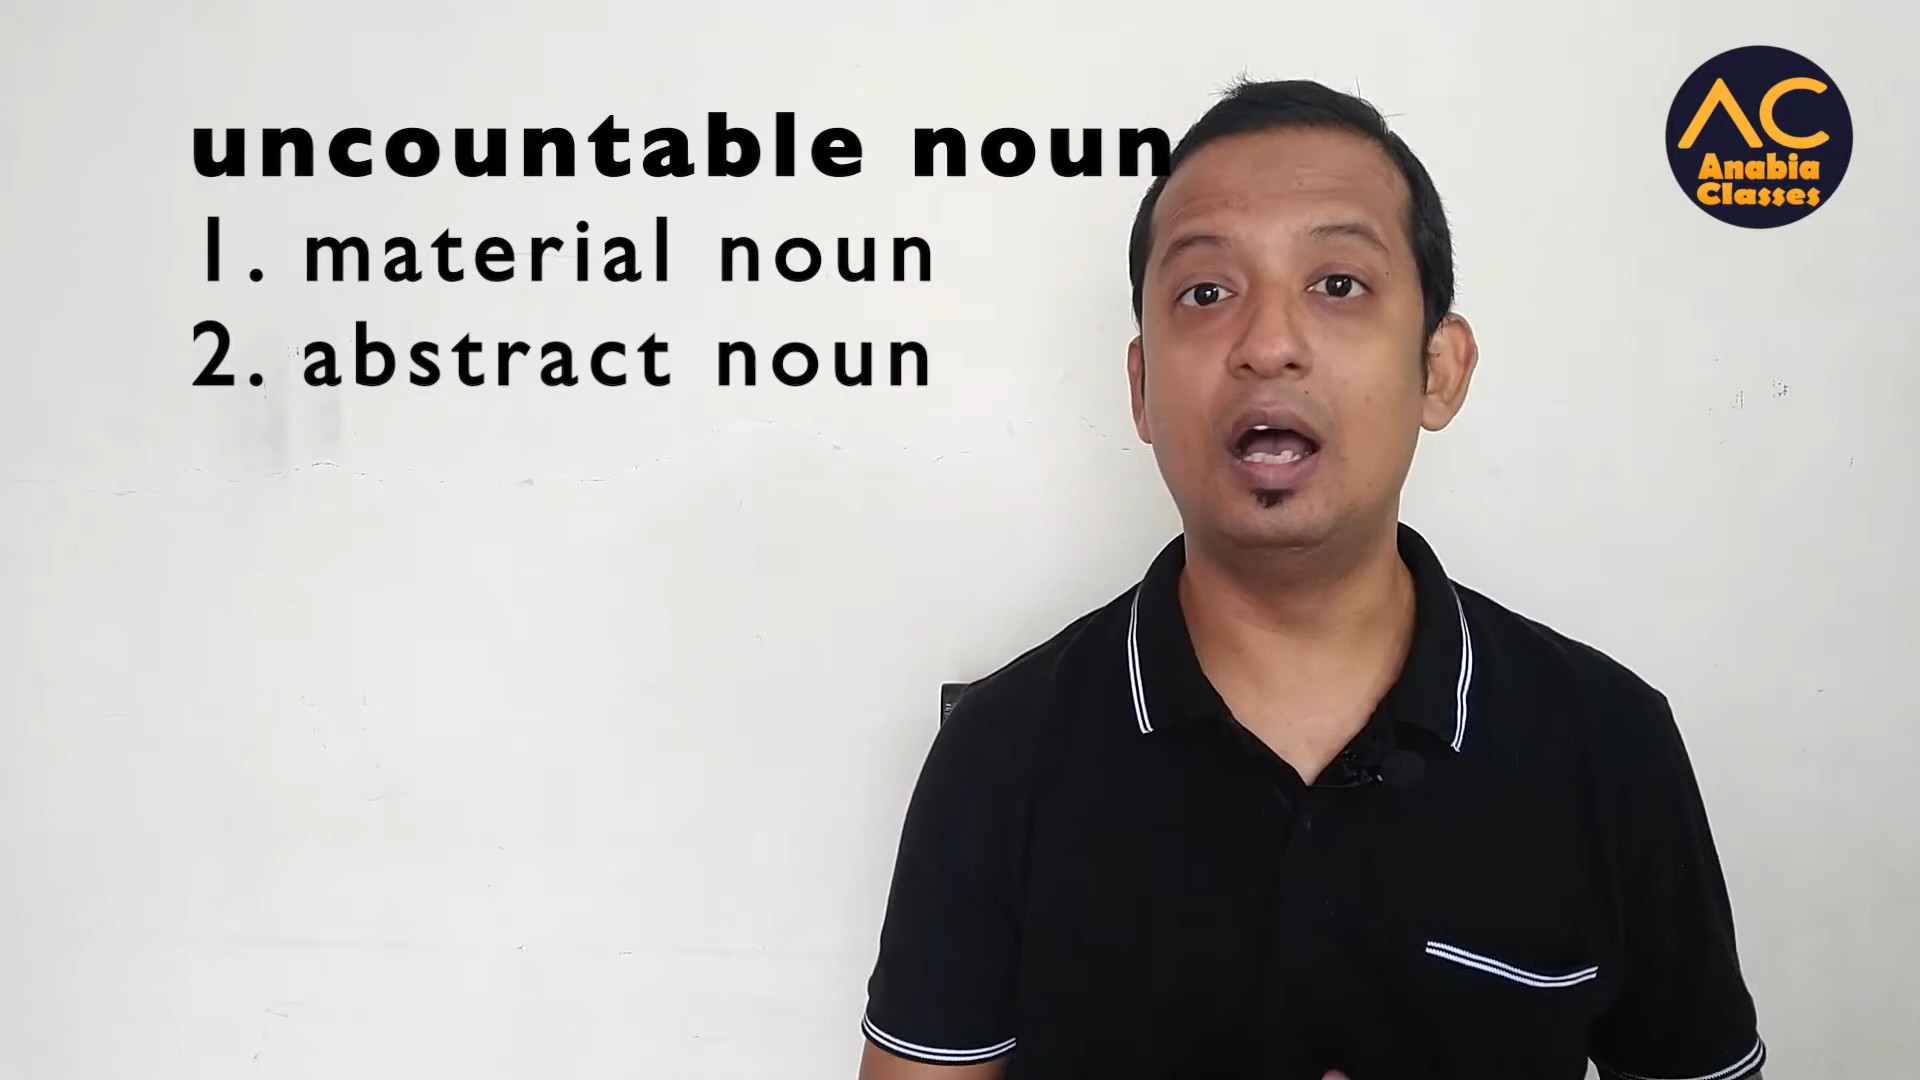 uncountable noun
1. material noun
2. abstract noun
AC
Anabia
Classes